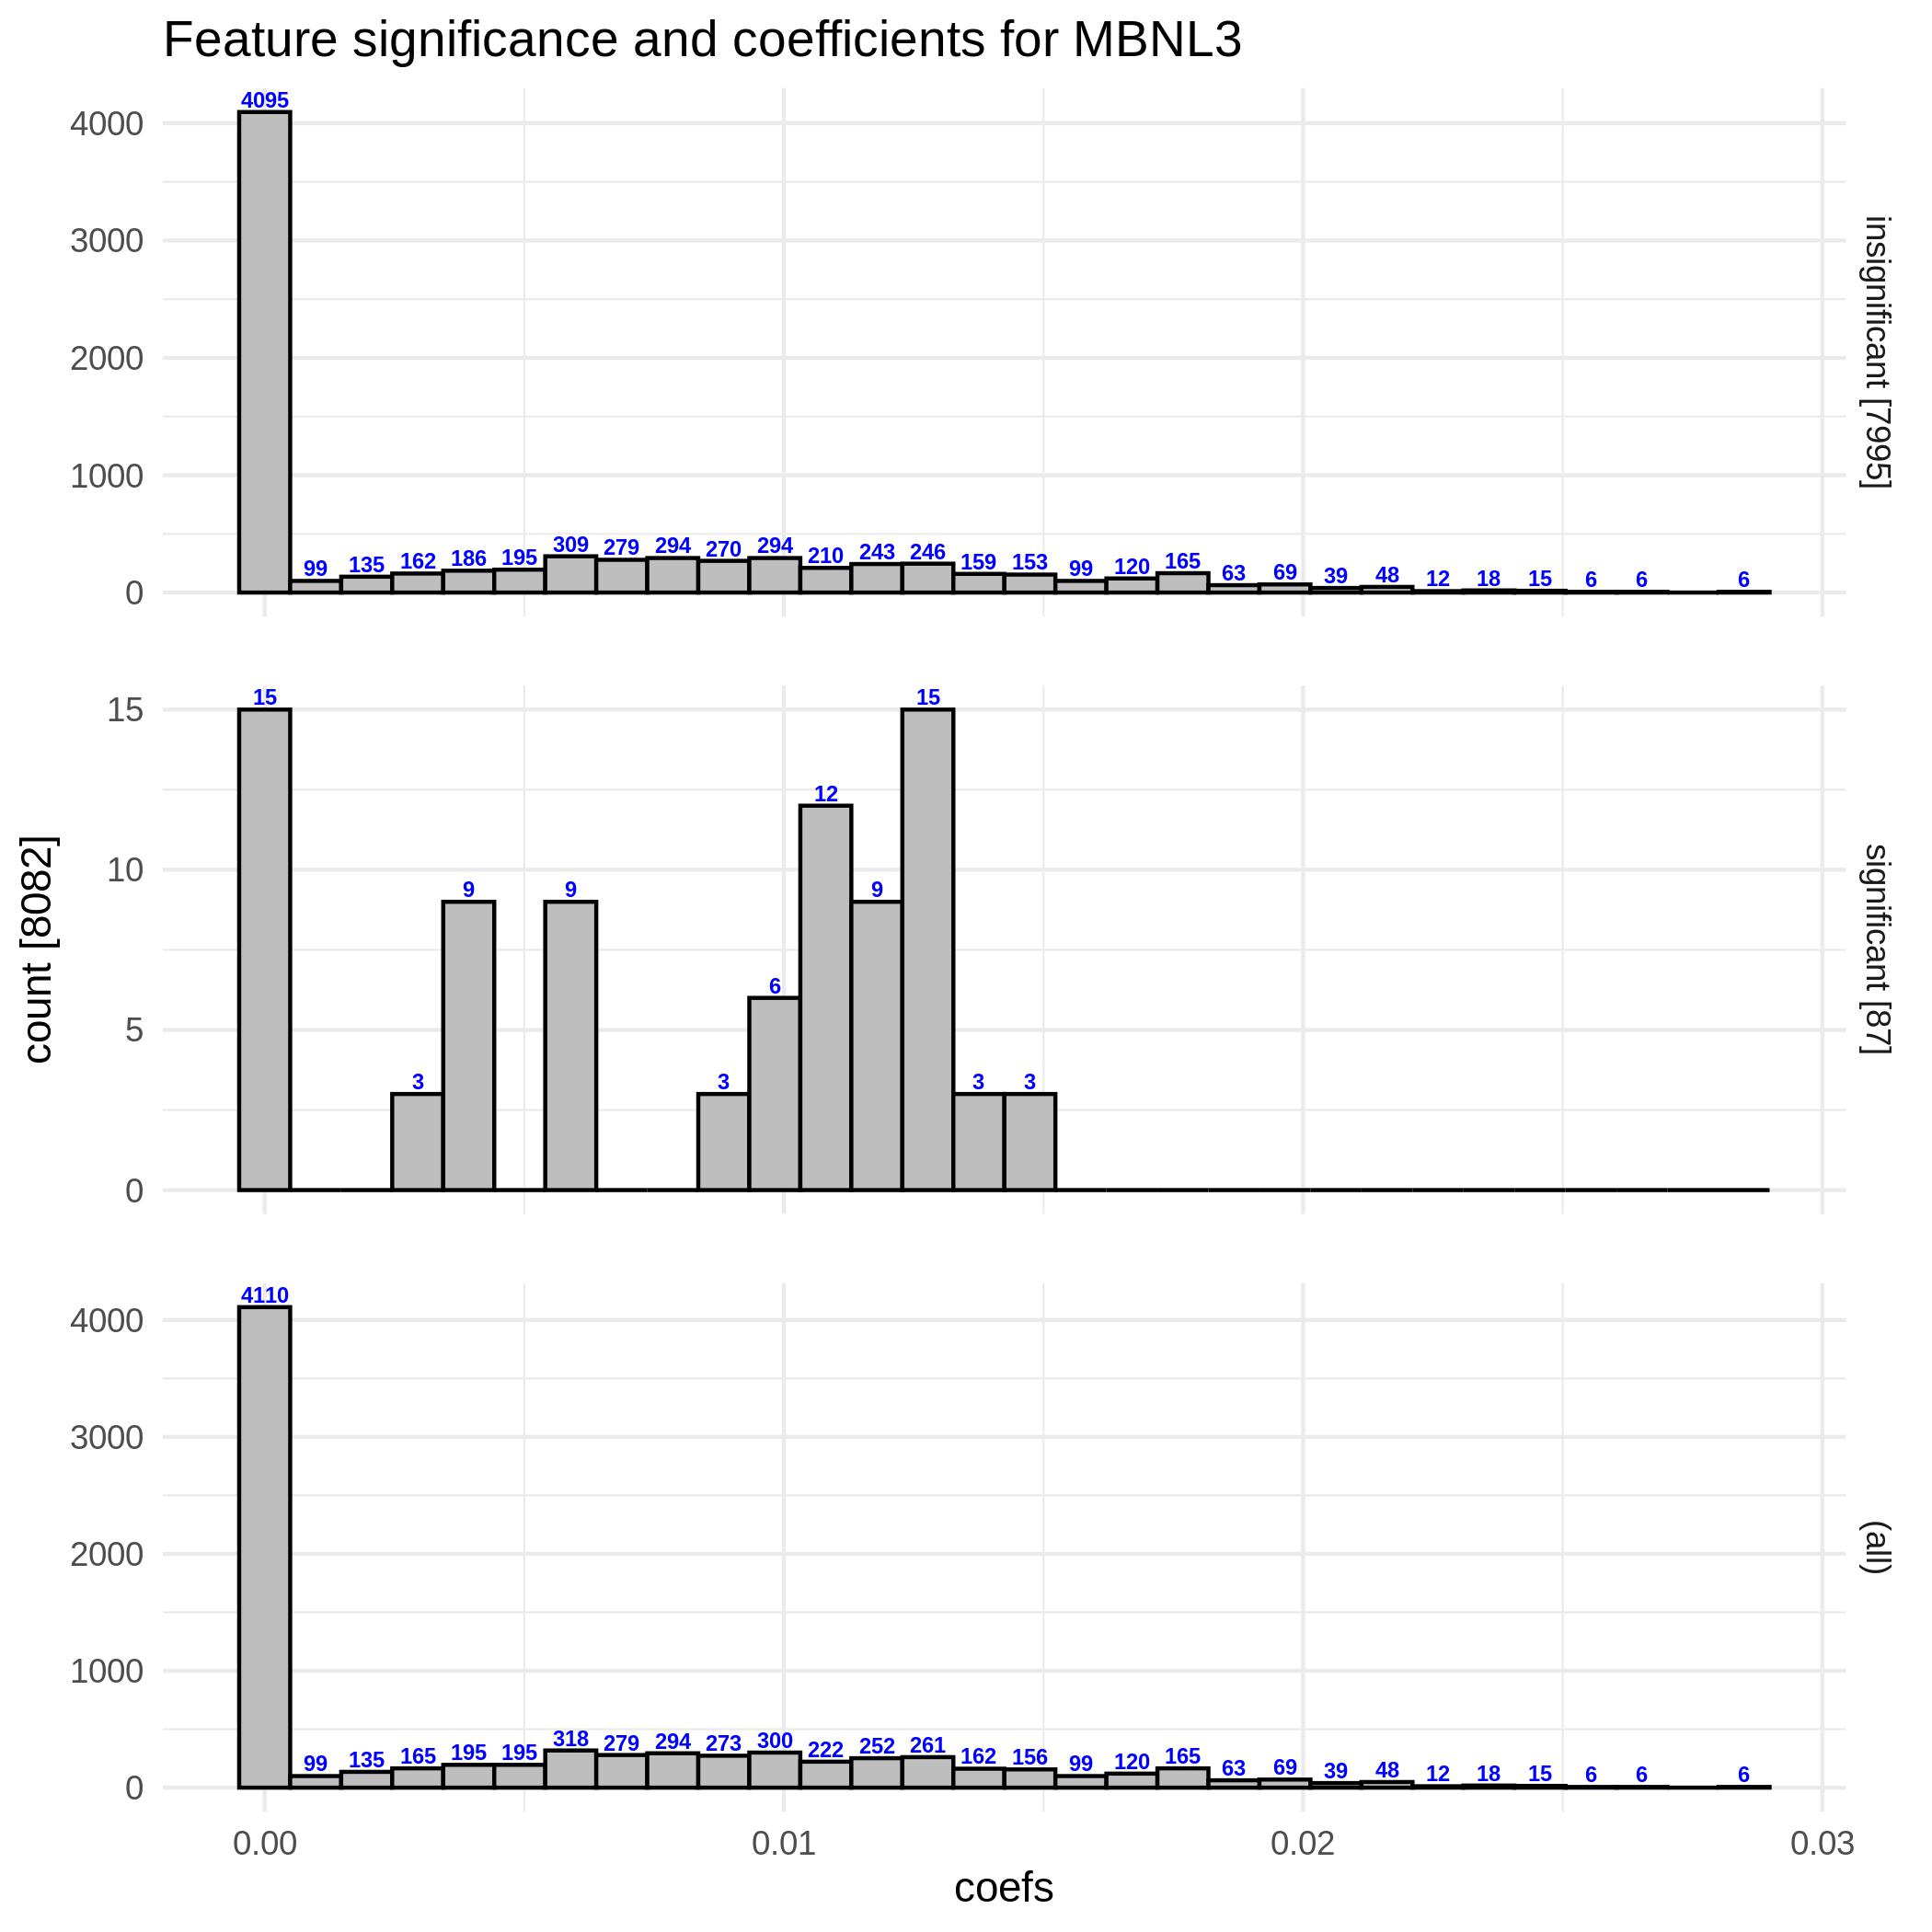 Feature significance and coefficients for MBNL3
4095
4000
3000
2000
1000
0
99 135 162 186 195 309 279 294 270 294 210 243 246 159 153 99 120 165 63 69 39 48 12 18 15 6 6 6
insignificant [7995]
15 3 9 9 3 6 12 9 15 3 3
15
10
5
0
significant [87]
count [8082]
4110
4000
3000
2000
1000
0
99 135 165 195 195 318 279 294 273 300 222 252 261 162 156 99 120 165 63 69 39 48 12 18 15 6 6 6
(all)
0.00 0.01 0.02 0.03
coefs